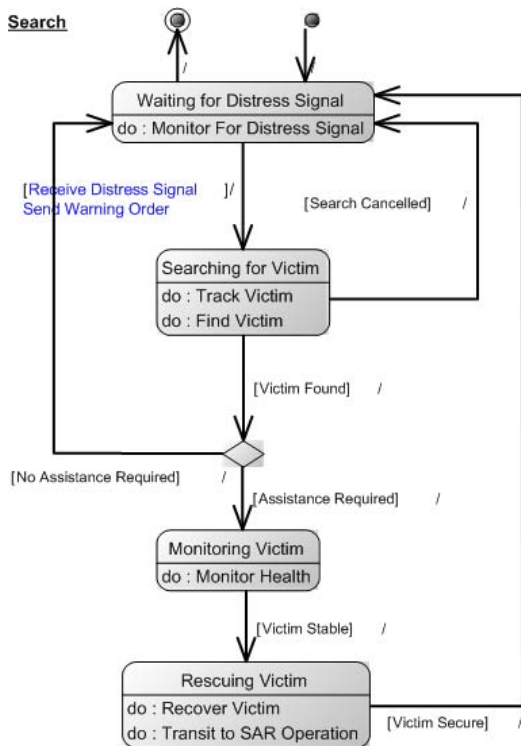 Search
/ /
Waiting for Distress Signal
do : Monitor For Distress Signal
[Receive Distress Signal ]/
Send Warning Order
[Search Cancelled] /
Searching for Victim
do : Track Victim
do : Find Victim
[Victim Found] /
[No Assistance Required] /
[Assistance Required] /
Monitoring Victim
do : Monitor Health
[Victim Stable] /
Rescuing Victim
do : Recover Victim
do : Transit to SAR Operation
[Victim Secure] /